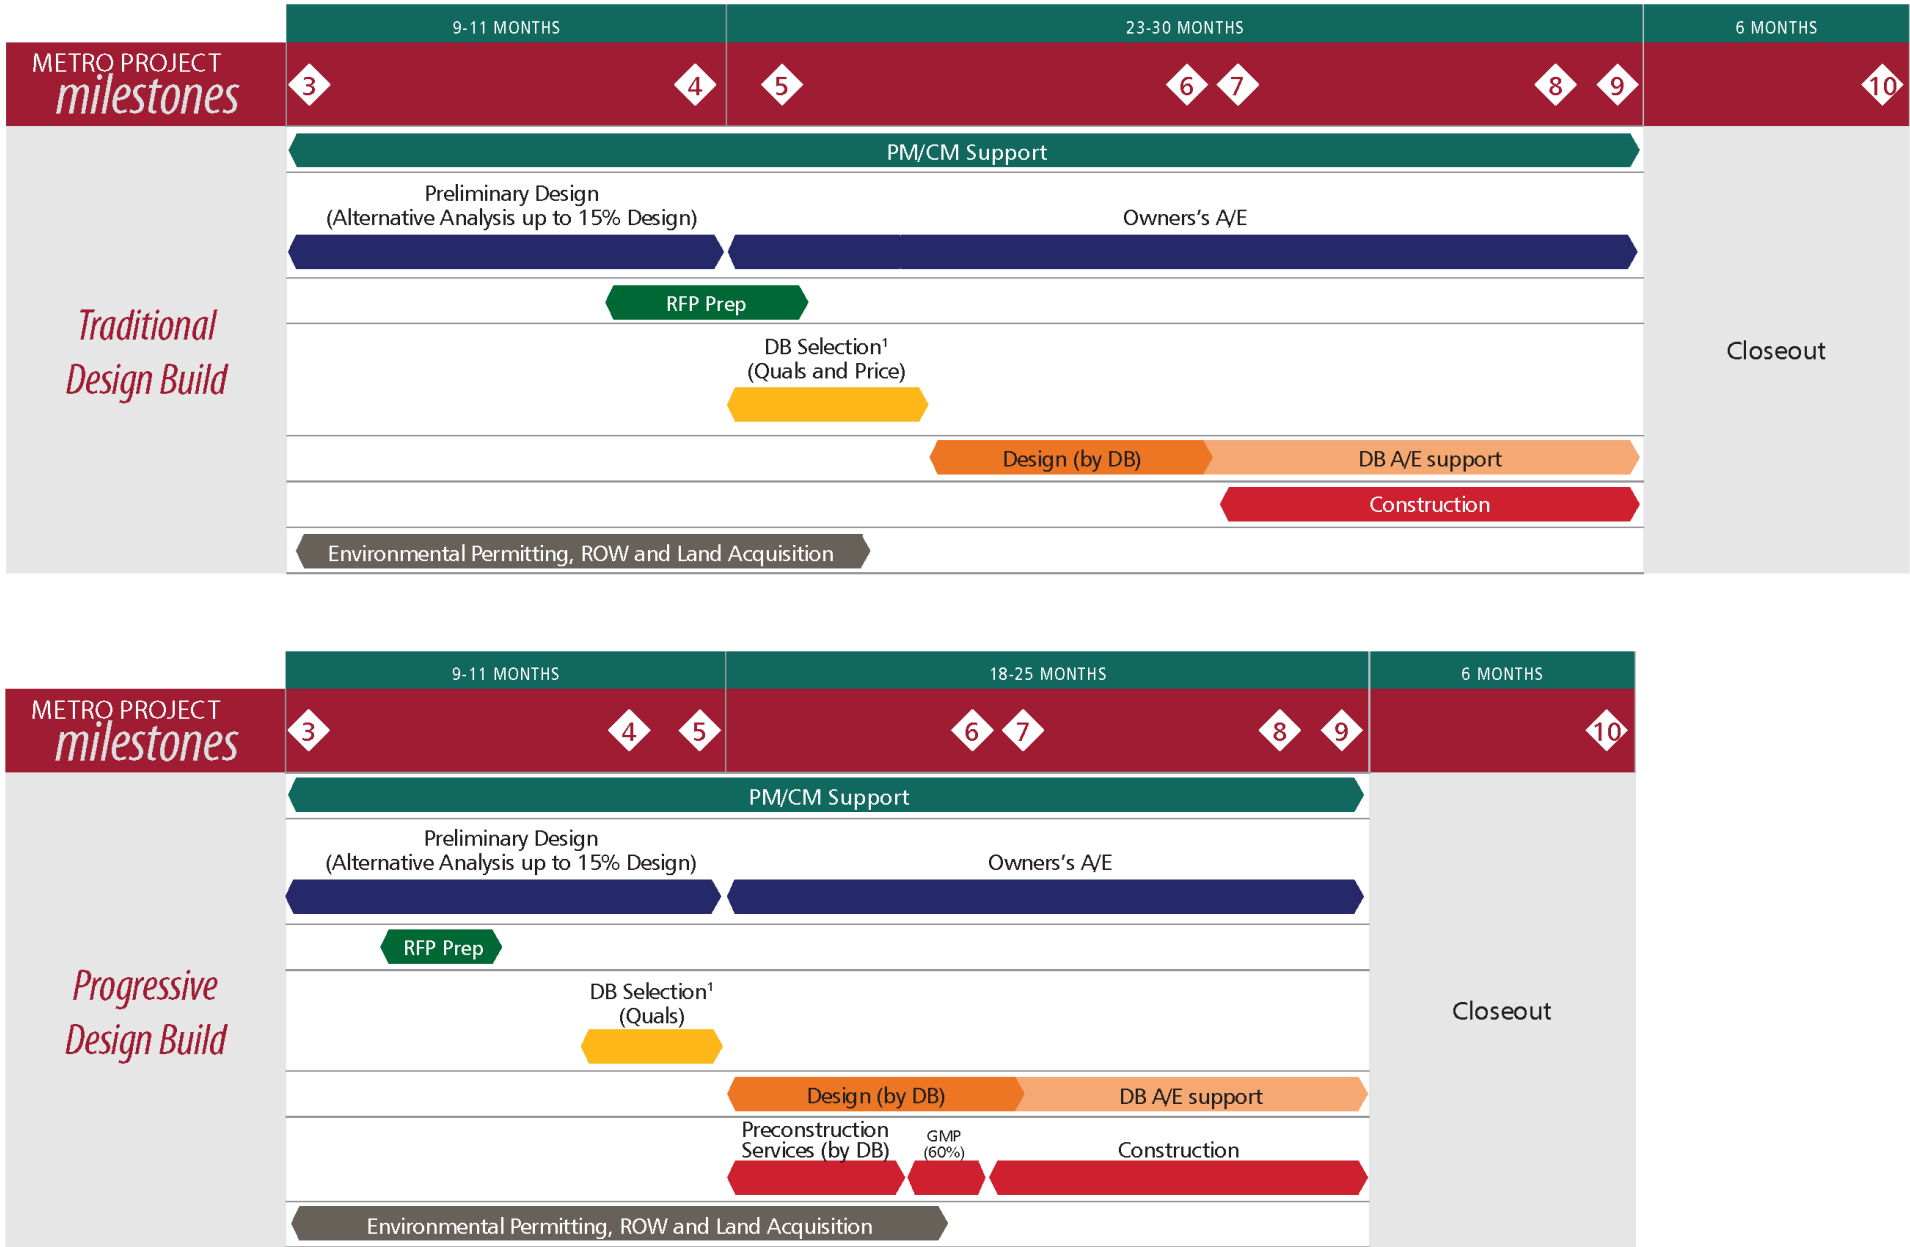 9-11 MONTHS 23-30 MONTHS 6 MONTHS
METRO PROJECT
milestones
3 4 5 6 7 8 9 10
PM/CM Support
Preliminary Design
(Alternative Analysis up to 15% Design)
Owners's A/E
RFP Prep
DB Selection¹
(Quals and Price)
Traditional
Design Build
Closeout
Design (by DB) DB A/E support
Construction
Environmental Permitting, ROW and Land Acquisition
9-11 MONTHS 18-25 MONTHS 6 MONTHS
METRO PROJECT
milestones
3 4 5 6 7 8 9 10
PM/CM Support
Preliminary Design
(Alternative Analysis up to 15% Design)
Owners's A/E
RFP Prep
DB Selection¹
(Quals)
Progressive
Design Build
Closeout
Design (by DB) DB A/E support
Preconstruction
Services (by DB)
GMP
(60%)
Construction
Environmental Permitting, ROW and Land Acquisition